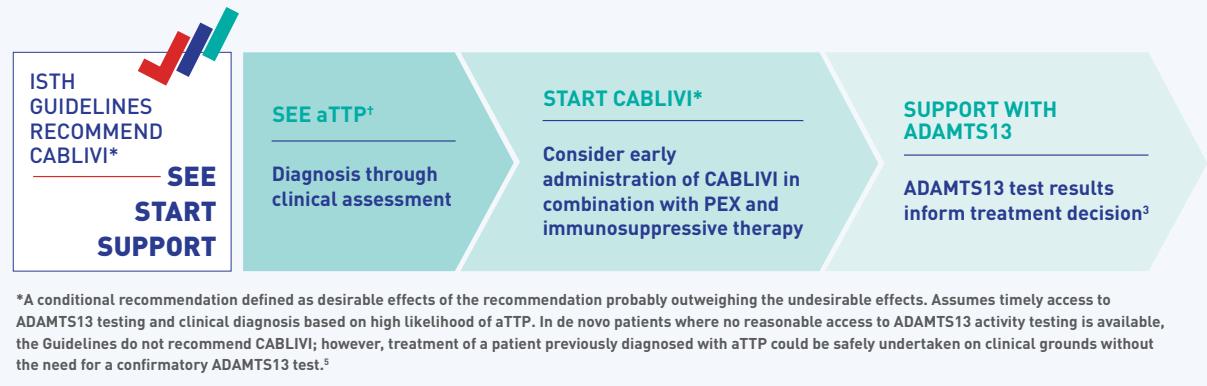 ISTH
GUIDELINES
RECOMMEND
CABLIVI*
SEE
START
SUPPORT
SEE aTTP†
Diagnosis through
clinical assessment
START CABLIVI*
Consider early
administration of CABLIVI in
combination with PEX and
immunosuppressive therapy
SUPPORT WITH
ADAMTS13
ADAMTS13 test results
inform treatment decision³
*A conditional recommendation defined as desirable effects of the recommendation probably outweighing the undesirable effects. Assumes timely access to
ADAMTS13 testing and clinical diagnosis based on high likelihood of aTTP. In de novo patients where no reasonable access to ADAMTS13 activity testing is available,
the Guidelines do not recommend CABLIVI; however, treatment of a patient previously diagnosed with aTTP could be safely undertaken on clinical grounds without
the need for a confirmatory ADAMTS13 test.⁵